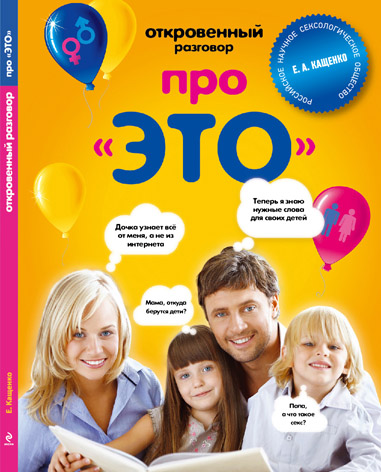 откровенный разговор про «ЭТО»
Е. Кащенко
откровенный
разговор
про
«ЭТО»
РОССИЙСКОЕ НАУЧНОЕ СЕКСОЛОГИЧЕСКОЕ ОБЩЕСТВО
Е. А. КАЩЕНКО
Теперь я знаю
нужные слова
для своих детей
Дочка узнает всё
от меня, а не из
интернета
Мама, откуда
берутся дети?
Папа,
а что такое
секс?